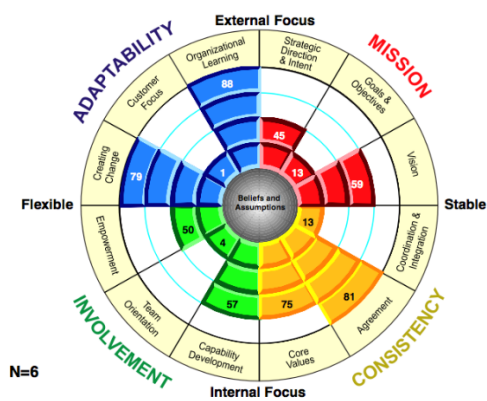 External Focus
ADAPTABILITY
MISSION
Organizational
Learning
Strategic
Direction
& Intent
Customer
Focus
Goals &
Objectives
Creating
Change
Vision
88
45
79
1
13
59
Flexible
Beliefs and
Assumptions
Stable
50
4
13
57
75
81
Empowerment
Coordination &
Integration
Team
Orientation
Agreement
Capability
Development
Core
Values
INVOLVEMENT
CONSISTENCY
N=6
Internal Focus